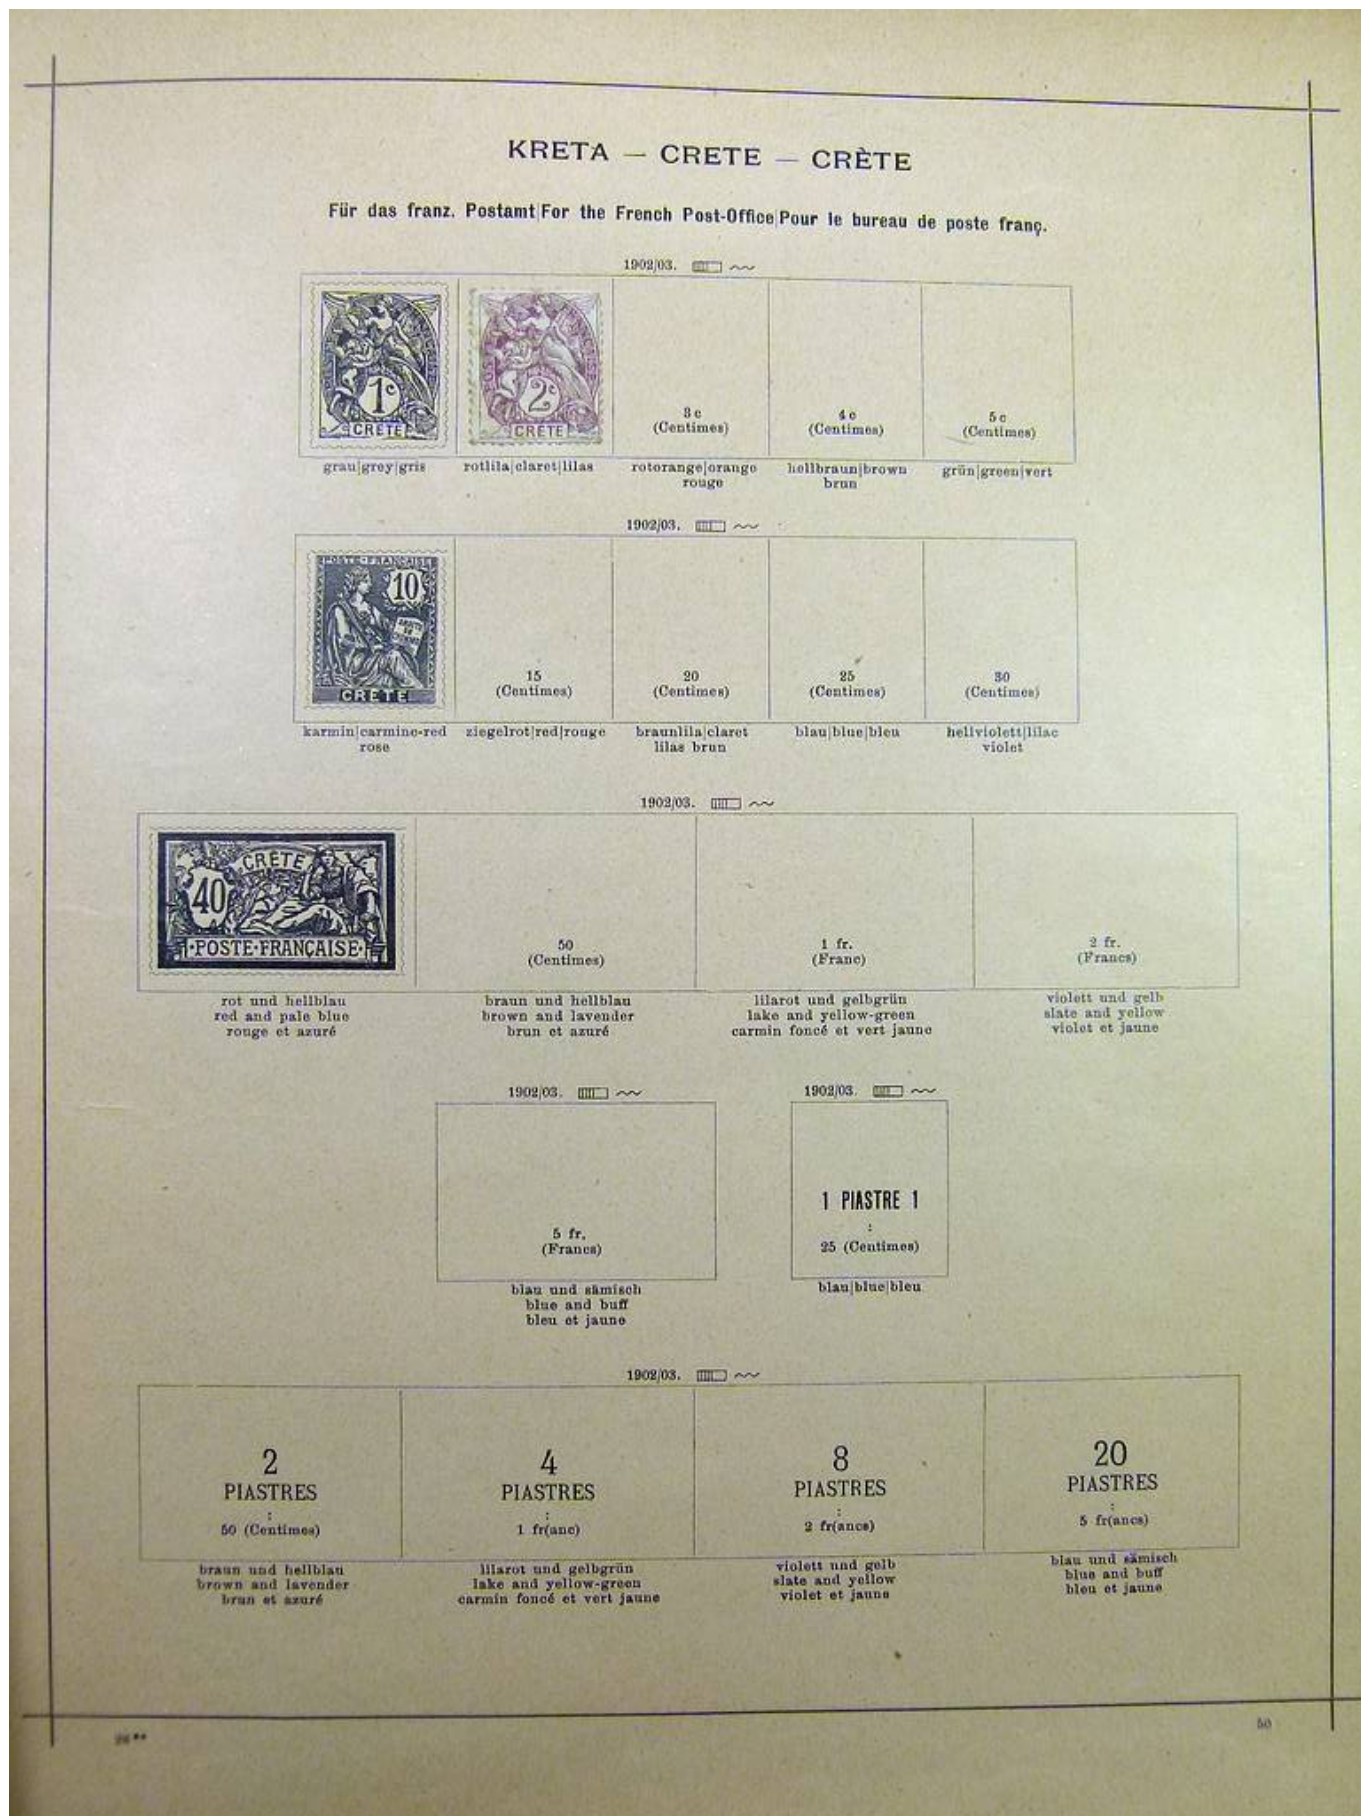 KRETA — CRETE — CRÈTE
Für das franz. Postamt|For the French Post-Office|Pour le bureau de poste franç.
1902/03.
1c
CRÈTE
2c
CRÈTE
3 c
(Centimes)
4 c
(Centimes)
5 c
(Centimes)
grau|grey|gris
rotlila|claret|lilas
rotorange|orange
rouge
hellbraun|brown
brun
grün|green|vert
1902/03.
POSTE·FRANÇAISE
10
CRÈTE
15
(Centimes)
20
(Centimes)
25
(Centimes)
30
(Centimes)
karmin|carmine-red
rose
ziegelrot|red|rouge
braunlila|claret
lilas brun
blau|blue|bleu
hellviolett|lilac
violet
1902/03.
CRÈTE
40
·POSTE·FRANÇAISE·
50
(Centimes)
1 fr.
(Franc)
2 fr.
(Francs)
rot und hellblau
red and pale blue
rouge et azuré
braun und hellblau
brown and lavender
brun et azuré
lilarot und gelbgrün
lake and yellow-green
carmin foncé et vert jaune
violett und gelb
slate and yellow
violet et jaune
1902/03.
5 fr.
(Francs)
blau und sämisch
blue and buff
bleu et jaune
1902/03.
1 PIASTRE 1
:
25 (Centimes)
blau|blue|bleu
1902/03.
2
PIASTRES
:
50 (Centimes)
4
PIASTRES
:
1 fr(anc)
8
PIASTRES
:
2 fr(ancs)
20
PIASTRES
:
5 fr(ancs)
braun und hellblau
brown and lavender
brun et azuré
lilarot und gelbgrün
lake and yellow-green
carmin foncé et vert jaune
violett und gelb
slate and yellow
violet et jaune
blau und sämisch
blue and buff
bleu et jaune
50